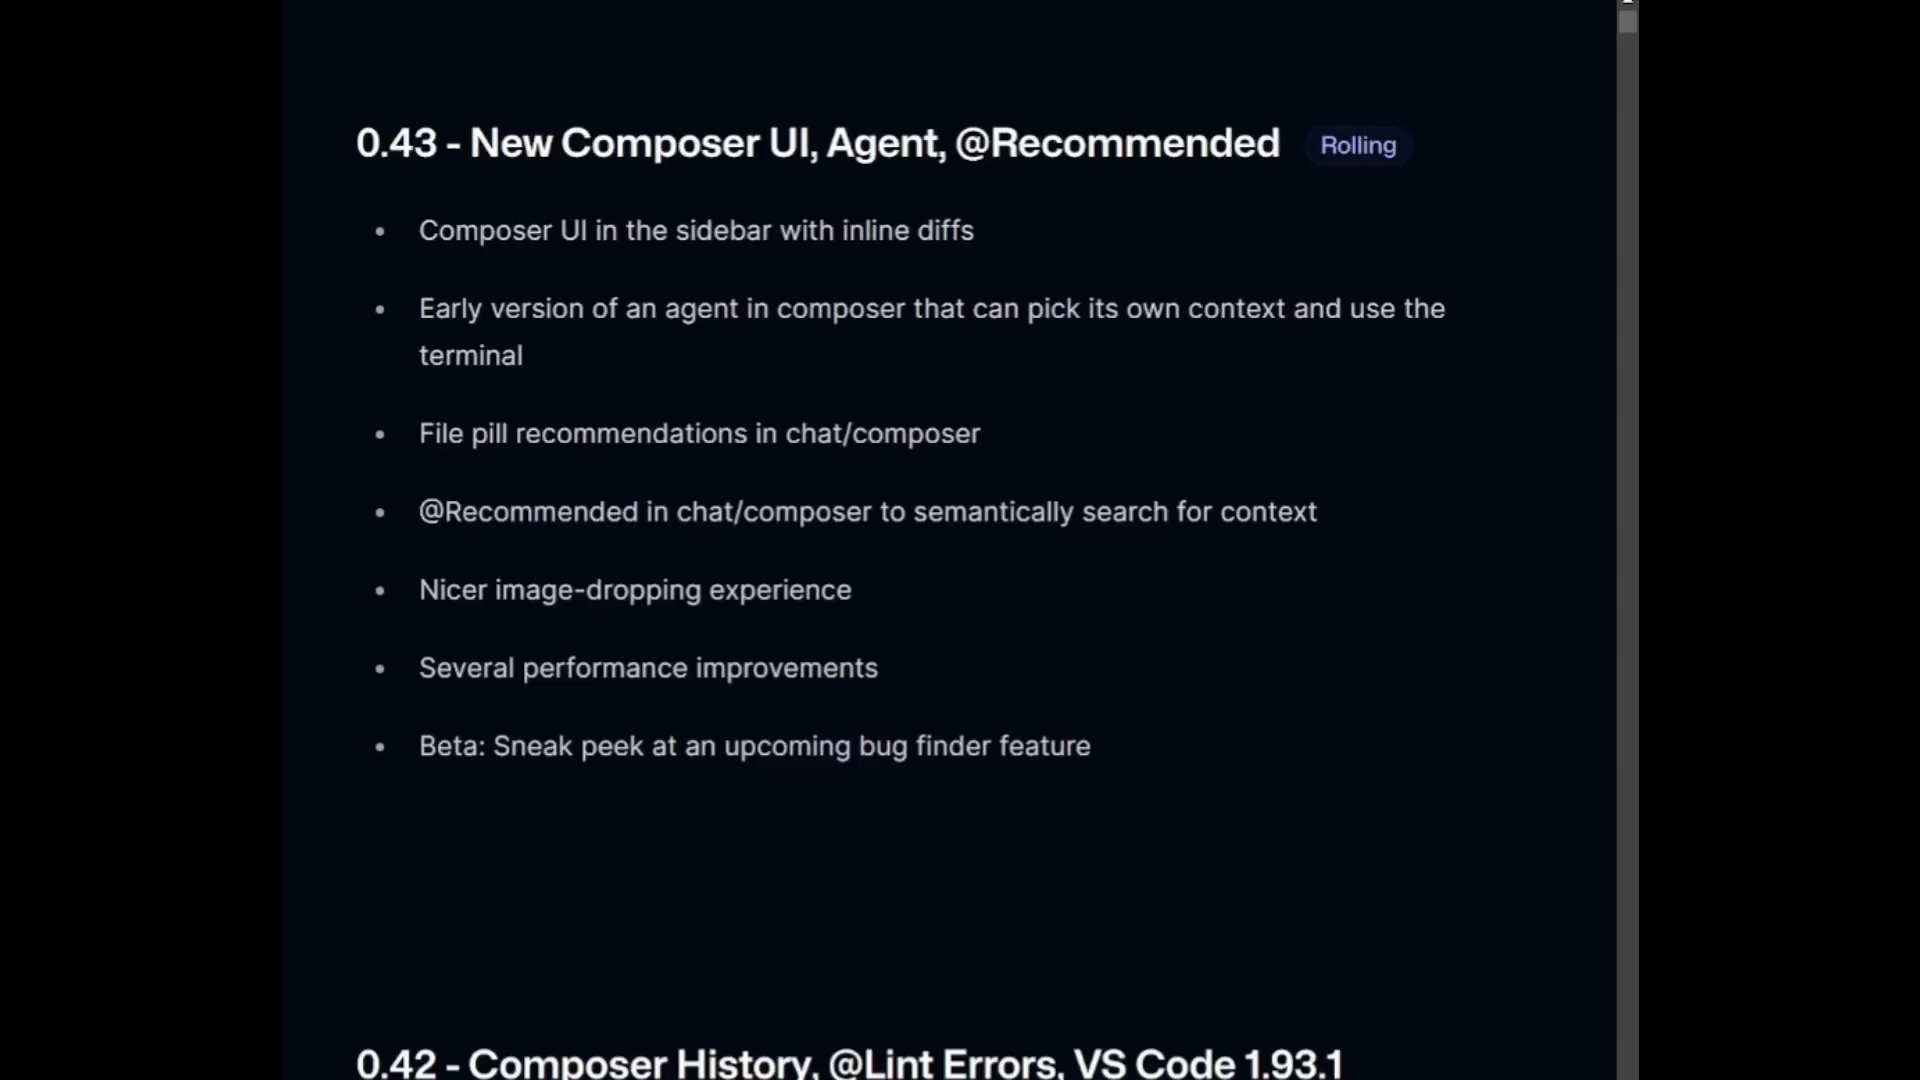 0.43 - New Composer UI, Agent, @Recommended Rolling
• Composer UI in the sidebar with inline diffs
• Early version of an agent in composer that can pick its own context and use the
terminal
• File pill recommendations in chat/composer
• @Recommended in chat/composer to semantically search for context
• Nicer image-dropping experience
• Several performance improvements
• Beta: Sneak peek at an upcoming bug finder feature
0.42 - Composer History, @Lint Errors, VS Code 1.93.1